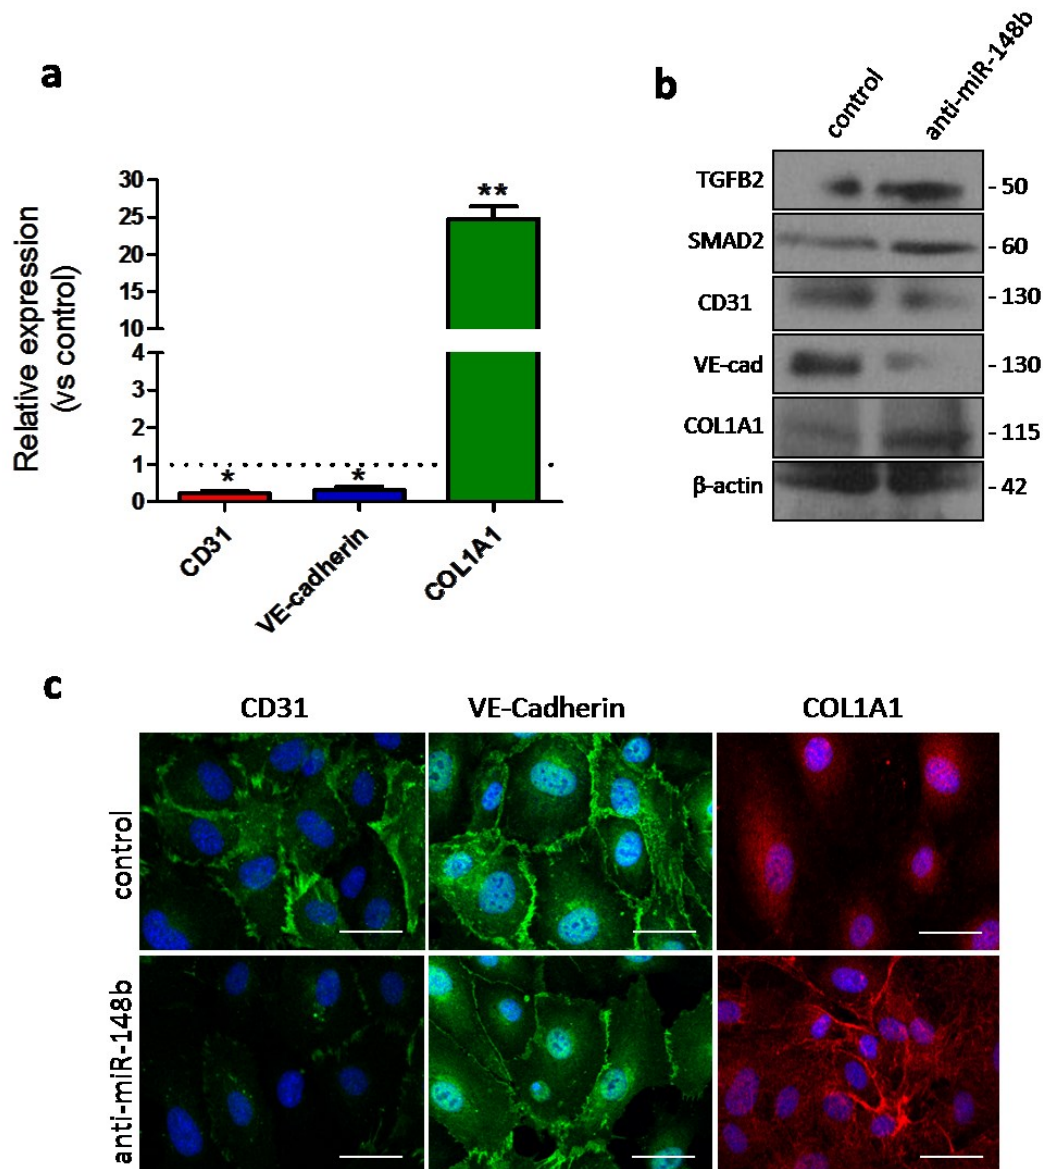 a
Relative expression
(vs control)
30
25
20
15
10
4
3
2
1
0
*
*
**
CD31
VE-cadherin
COL1A1
b
control
anti-miR-148b
TGFB2
- 50
SMAD2
- 60
CD31
- 130
VE-cad
- 130
COL1A1
- 115
β-actin
- 42
c
CD31
VE-Cadherin
COL1A1
control
anti-miR-148b